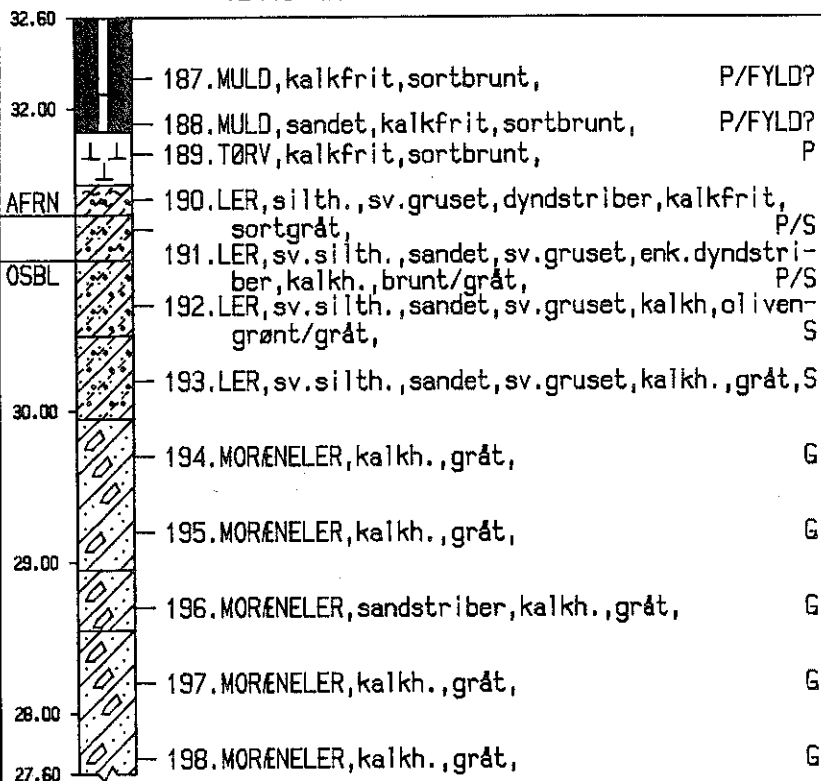 32.60
187.MULD,kalkfrit,sortbrunt, P/FYLD?
32.00
188.MULD,sandet,kalkfrit,sortbrunt, P/FYLD?
189.TØRV,kalkfrit,sortbrunt, P
AFRN
190.LER,silth.,sv.gruset,dyndstriber,kalkfrit,
sortgråt, P/S
191.LER,sv.silth.,sandet,sv.gruset,enk.dyndstri-
OSBL
ber,kalkh.,brunt/gråt, P/S
192.LER,sv.silth.,sandet,sv.gruset,kalkh,oliven-
grønt/gråt, S
193.LER,sv.silth.,sandet,sv.gruset,kalkh.,gråt,S
30.00
194.MORÆNELER,kalkh.,gråt, G
195.MORÆNELER,kalkh.,gråt, G
29.00
196.MORÆNELER,sandstriber,kalkh.,gråt, G
197.MORÆNELER,kalkh.,gråt, G
28.00
198.MORÆNELER,kalkh.,gråt, G
27.60